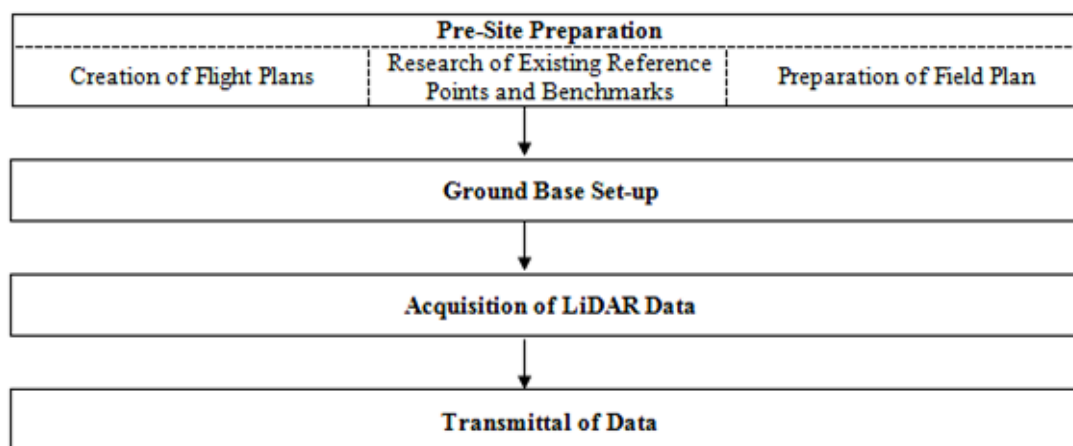 Pre-Site Preparation
Creation of Flight Plans
Research of Existing Reference
Points and Benchmarks
Preparation of Field Plan
Ground Base Set-up
Acquisition of LiDAR Data
Transmittal of Data